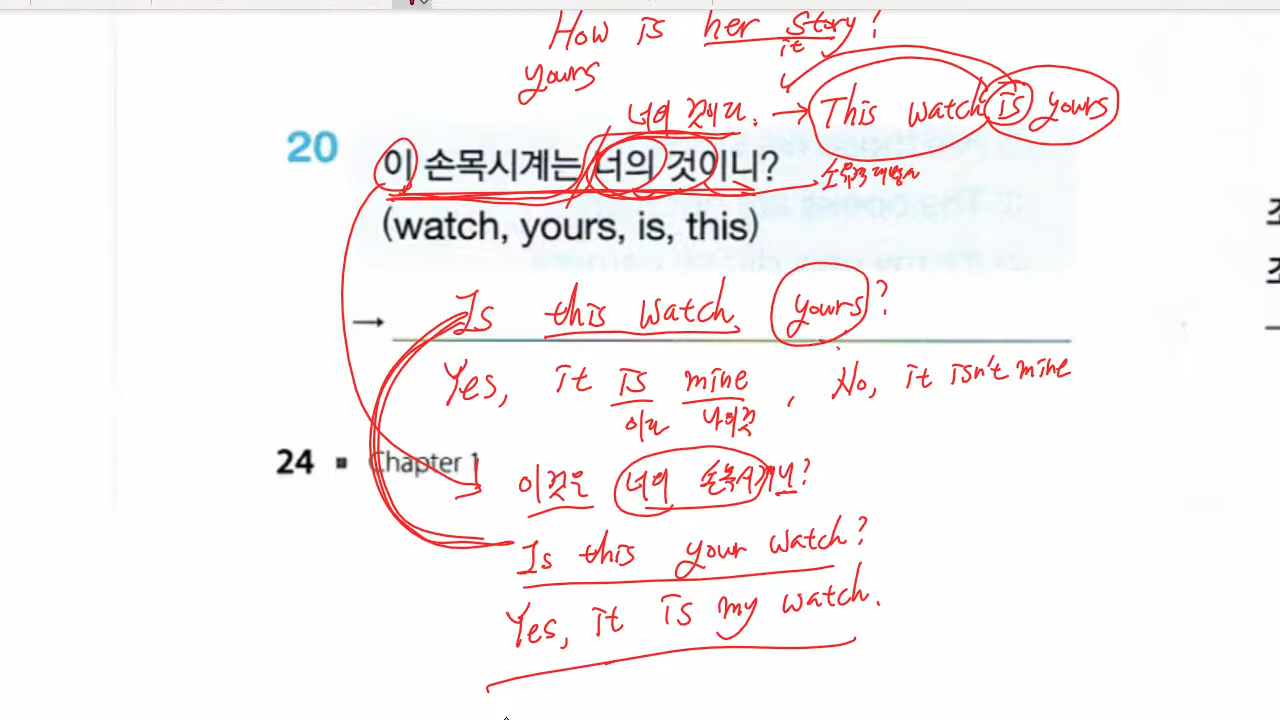 How is her story?
it
yours
너의 것이다. → This watch is yours
20
이 손목시계는 너의 것이니?
소유대명사
(watch, yours, is, this)
→ Is this watch yours?
Yes, it is mine, No, it isn't mine
이다 나의것
24 ■ Chapter 1
이것은 너의 손목시계니?
Is this your watch?
Yes, it is my watch.
조
조